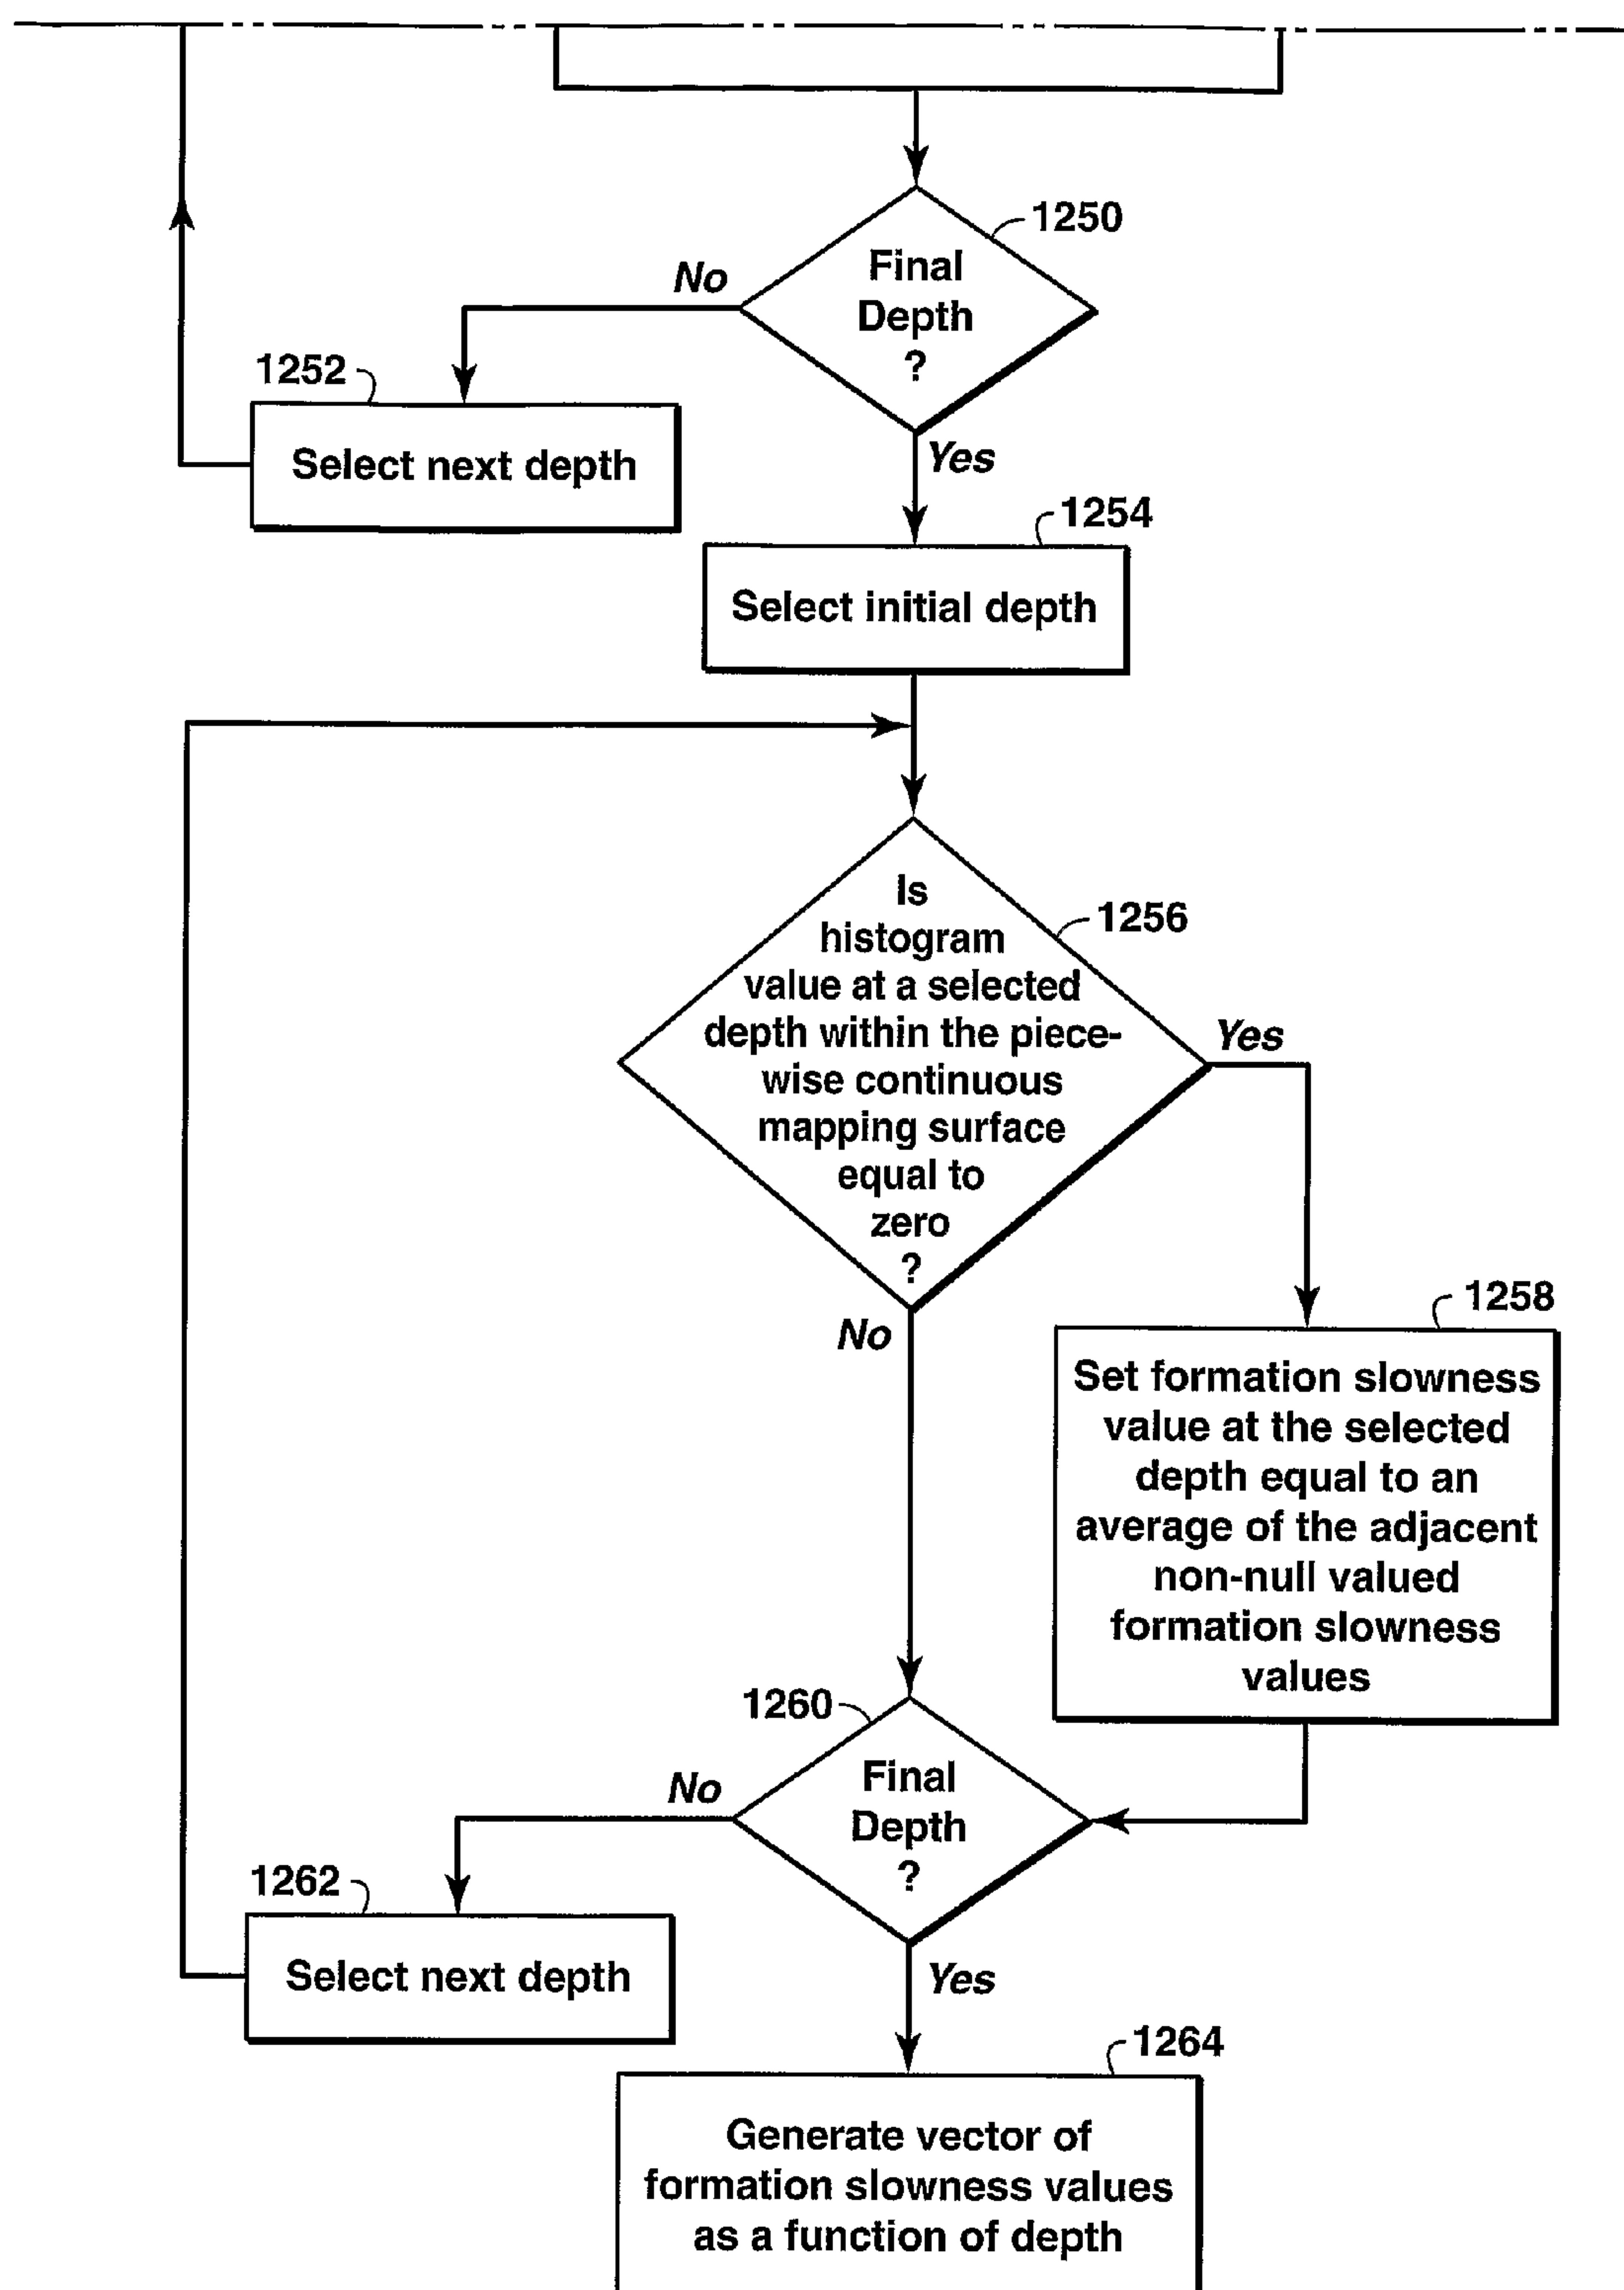 1250
Final
Depth
?
No
Yes
1252
Select next depth
1254
Select initial depth
1256
Is
histogram
value at a selected
depth within the piece-
wise continuous
mapping surface
equal to
zero
?
Yes
No
1258
Set formation slowness
value at the selected
depth equal to an
average of the adjacent
non-null valued
formation slowness
values
1260
Final
Depth
?
No
Yes
1262
Select next depth
1264
Generate vector of
formation slowness values
as a function of depth